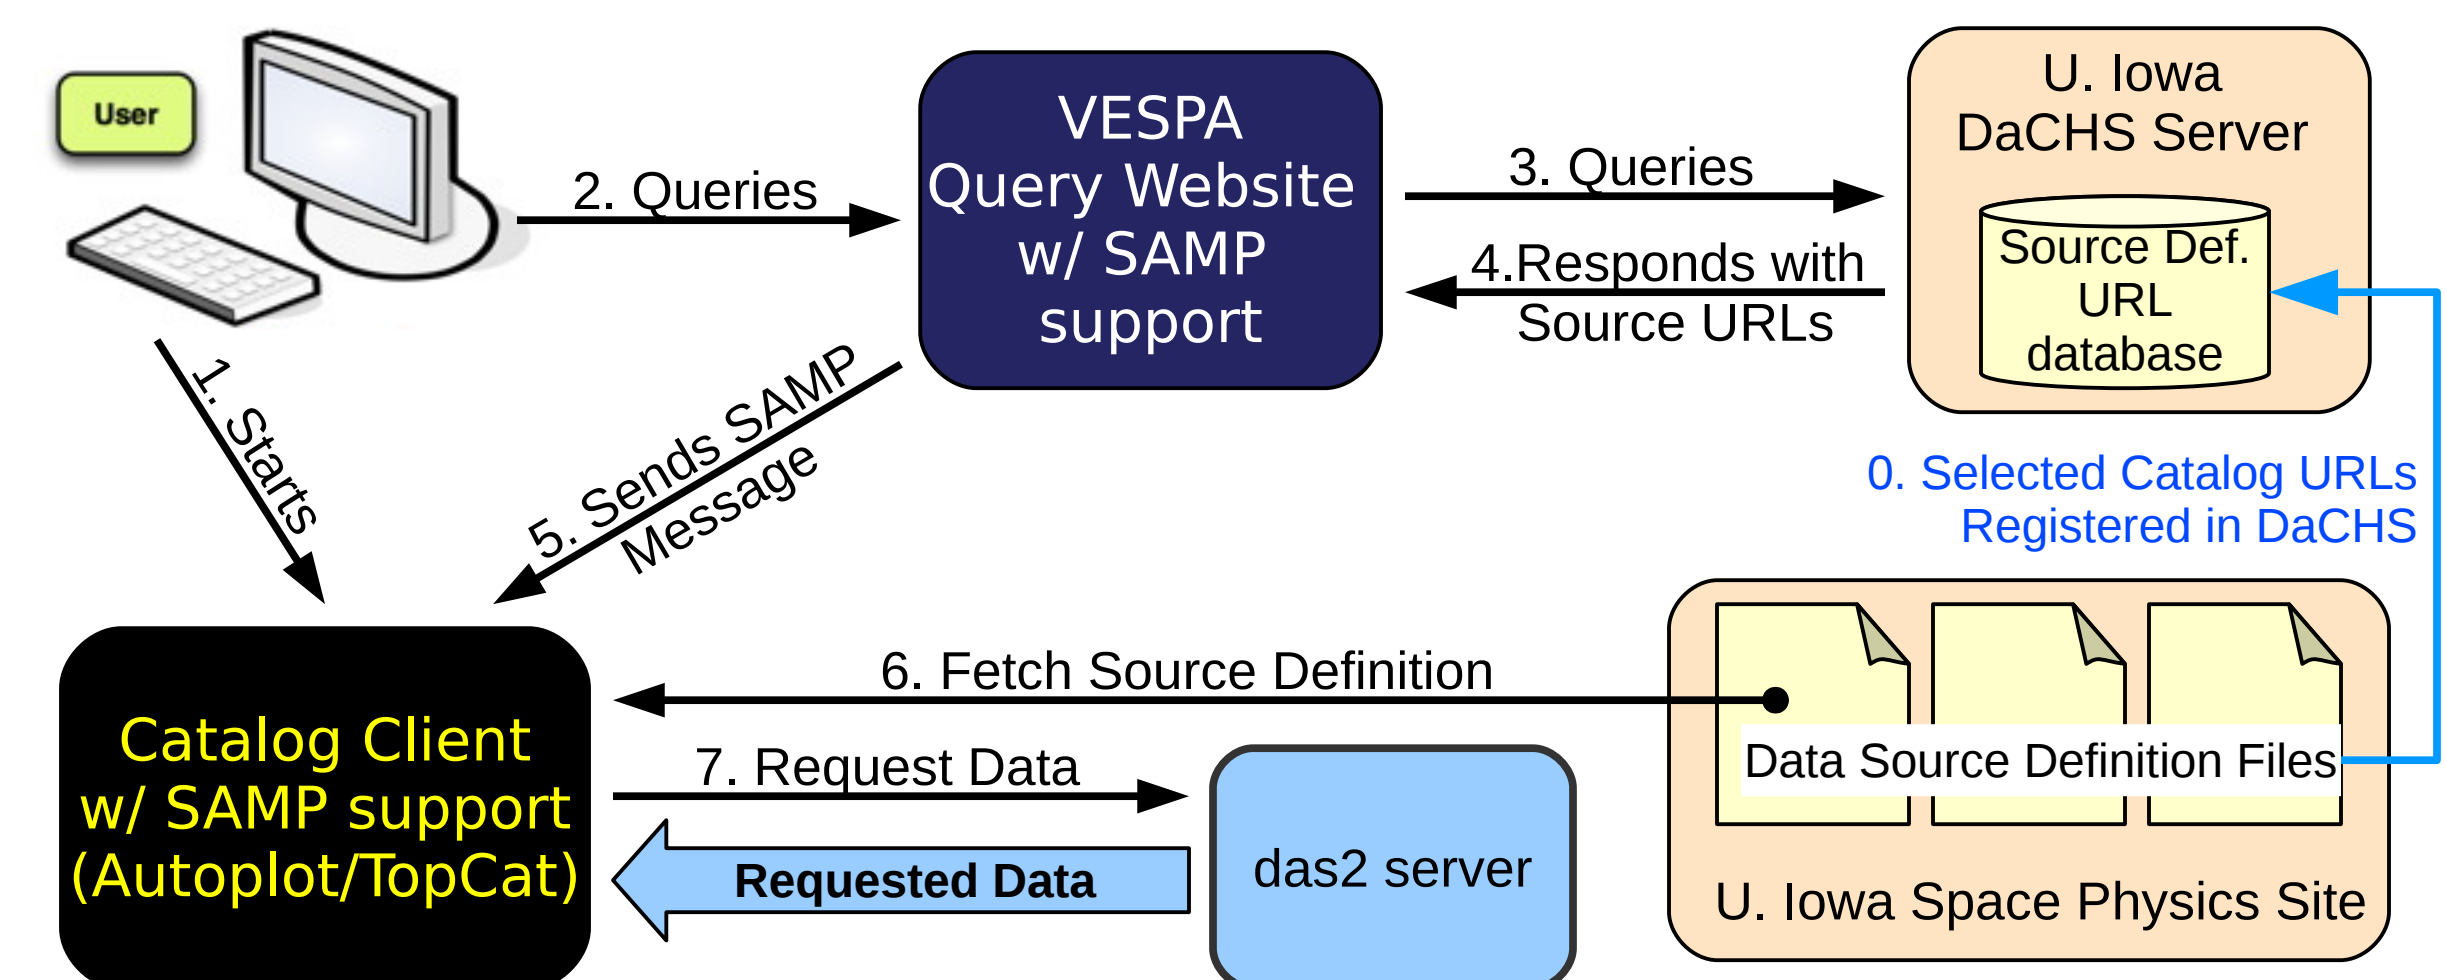 User
2. Queries
VESPA
Query Website
w/ SAMP
support
3. Queries
4.Responds with
Source URLs
U. Iowa
DaCHS Server
Source Def.
URL
database
1. Starts
5. Sends SAMP
Message
0. Selected Catalog URLs
Registered in DaCHS
6. Fetch Source Definition
7. Request Data
Requested Data
Catalog Client
w/ SAMP support
(Autoplot/TopCat)
das2 server
Data Source Definition Files
U. Iowa Space Physics Site